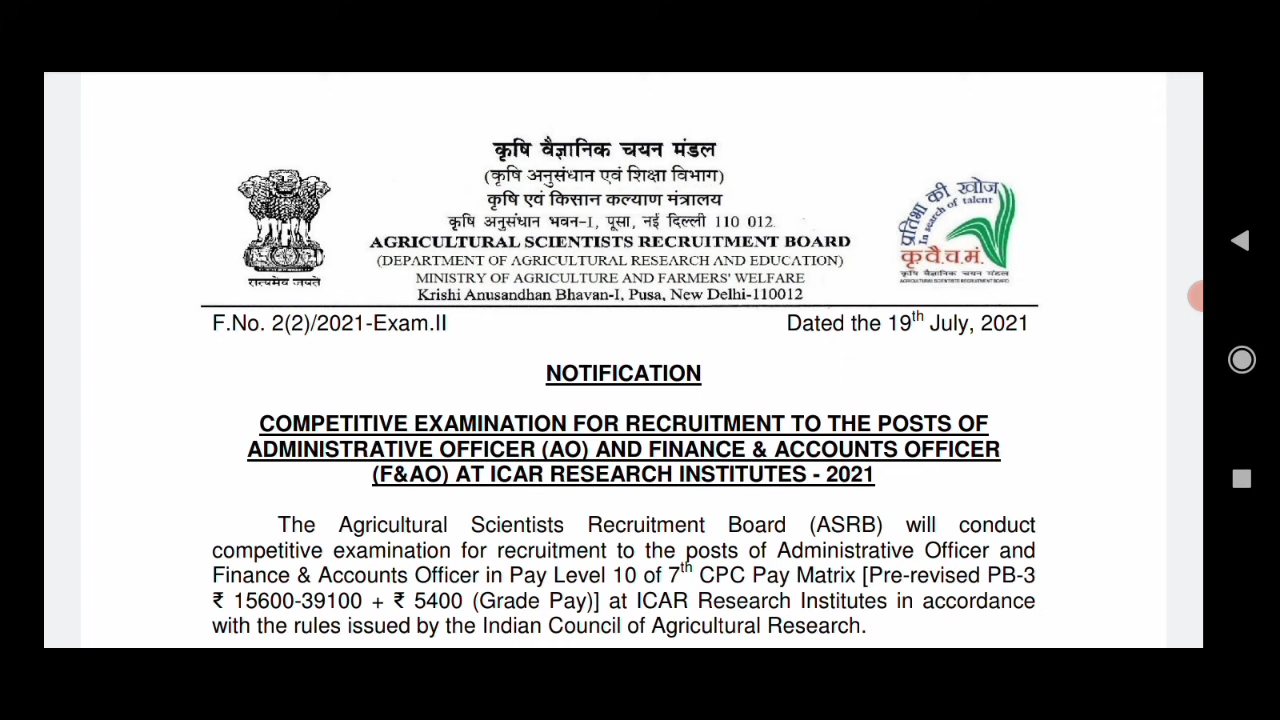 कृषि वैज्ञानिक चयन मंडल
(कृषि अनुसंधान एवं शिक्षा विभाग)
कृषि एवं किसान कल्याण मंत्रालय
कृषि अनुसंधान भवन-I, पूसा, नई दिल्ली 110 012
AGRICULTURAL SCIENTISTS RECRUITMENT BOARD
(DEPARTMENT OF AGRICULTURAL RESEARCH AND EDUCATION)
MINISTRY OF AGRICULTURE AND FARMERS' WELFARE
Krishi Anusandhan Bhavan-I, Pusa, New Delhi-110012
सत्यमेव जयते
प्रतिभा की खोज
In search of talent
कृ.वै.च.मं.
कृषि वैज्ञानिक चयन मंडल
AGRICULTURAL SCIENTISTS RECRUITMENT BOARD
F.No. 2(2)/2021-Exam.II Dated the 19th July, 2021
NOTIFICATION
COMPETITIVE EXAMINATION FOR RECRUITMENT TO THE POSTS OF
ADMINISTRATIVE OFFICER (AO) AND FINANCE & ACCOUNTS OFFICER
(F&AO) AT ICAR RESEARCH INSTITUTES - 2021
The Agricultural Scientists Recruitment Board (ASRB) will conduct
competitive examination for recruitment to the posts of Administrative Officer and
Finance & Accounts Officer in Pay Level 10 of 7th CPC Pay Matrix [Pre-revised PB-3
₹ 15600-39100 + ₹ 5400 (Grade Pay)] at ICAR Research Institutes in accordance
with the rules issued by the Indian Council of Agricultural Research.